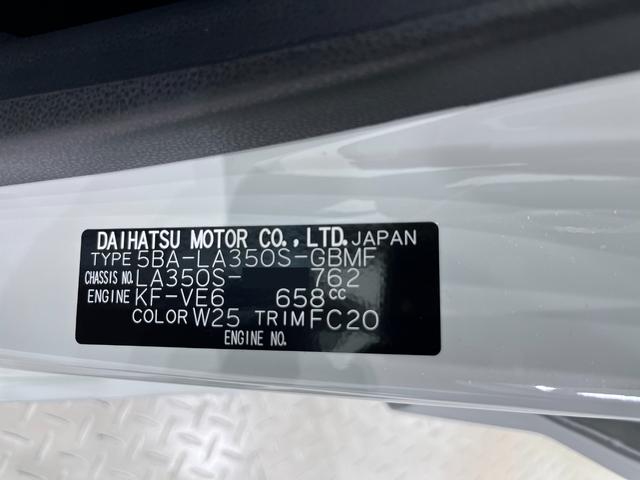 DAIHATSU MOTOR CO., LTD. JAPAN
TYPE 5BA-LA350S-GBMF
CHASSIS NO. LA350S- 762
ENGINE KF-VE6 658cc
COLOR W25 TRIM FC20
ENGINE NO.